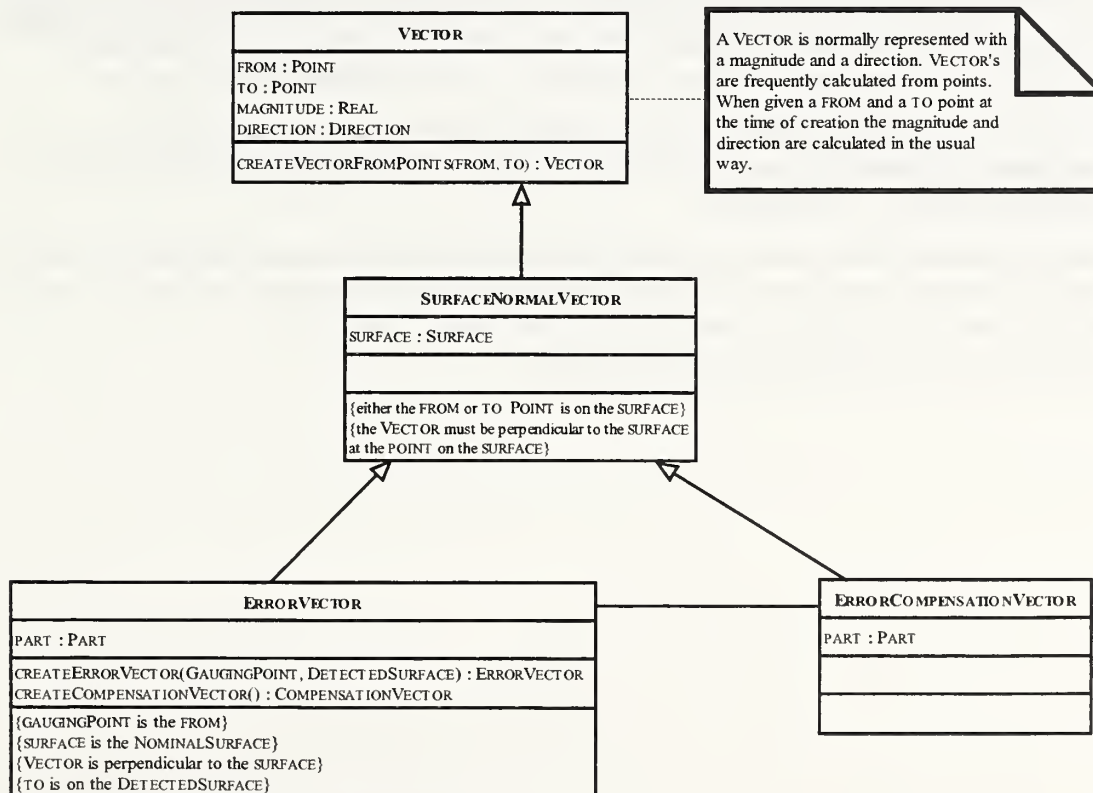 VECTOR
FROM : POINT
TO : POINT
MAGNITUDE : REAL
DIRECTION : DIRECTION
CREATEVECTORFROMPOINTS(FROM, TO) : VECTOR
A VECTOR is normally represented with
a magnitude and a direction. VECTOR's
are frequently calculated from points.
When given a FROM and a TO point at
the time of creation the magnitude and
direction are calculated in the usual
way.
SURFACENORMALVECTOR
SURFACE : SURFACE
{either the FROM or TO POINT is on the SURFACE}
{the VECTOR must be perpendicular to the SURFACE
at the POINT on the SURFACE}
ERRORVECTOR
PART : PART
CREATEERRORVECTOR(GAUGINGPOINT, DETECTEDSURFACE) : ERRORVECTOR
CREATECOMPENSATIONVECTOR() : COMPENSATIONVECTOR
{GAUGINGPOINT is the FROM}
{SURFACE is the NOMINALSURFACE}
{VECTOR is perpendicular to the SURFACE}
{TO is on the DETECTEDSURFACE}
ERRORCOMPENSATIONVECTOR
PART : PART